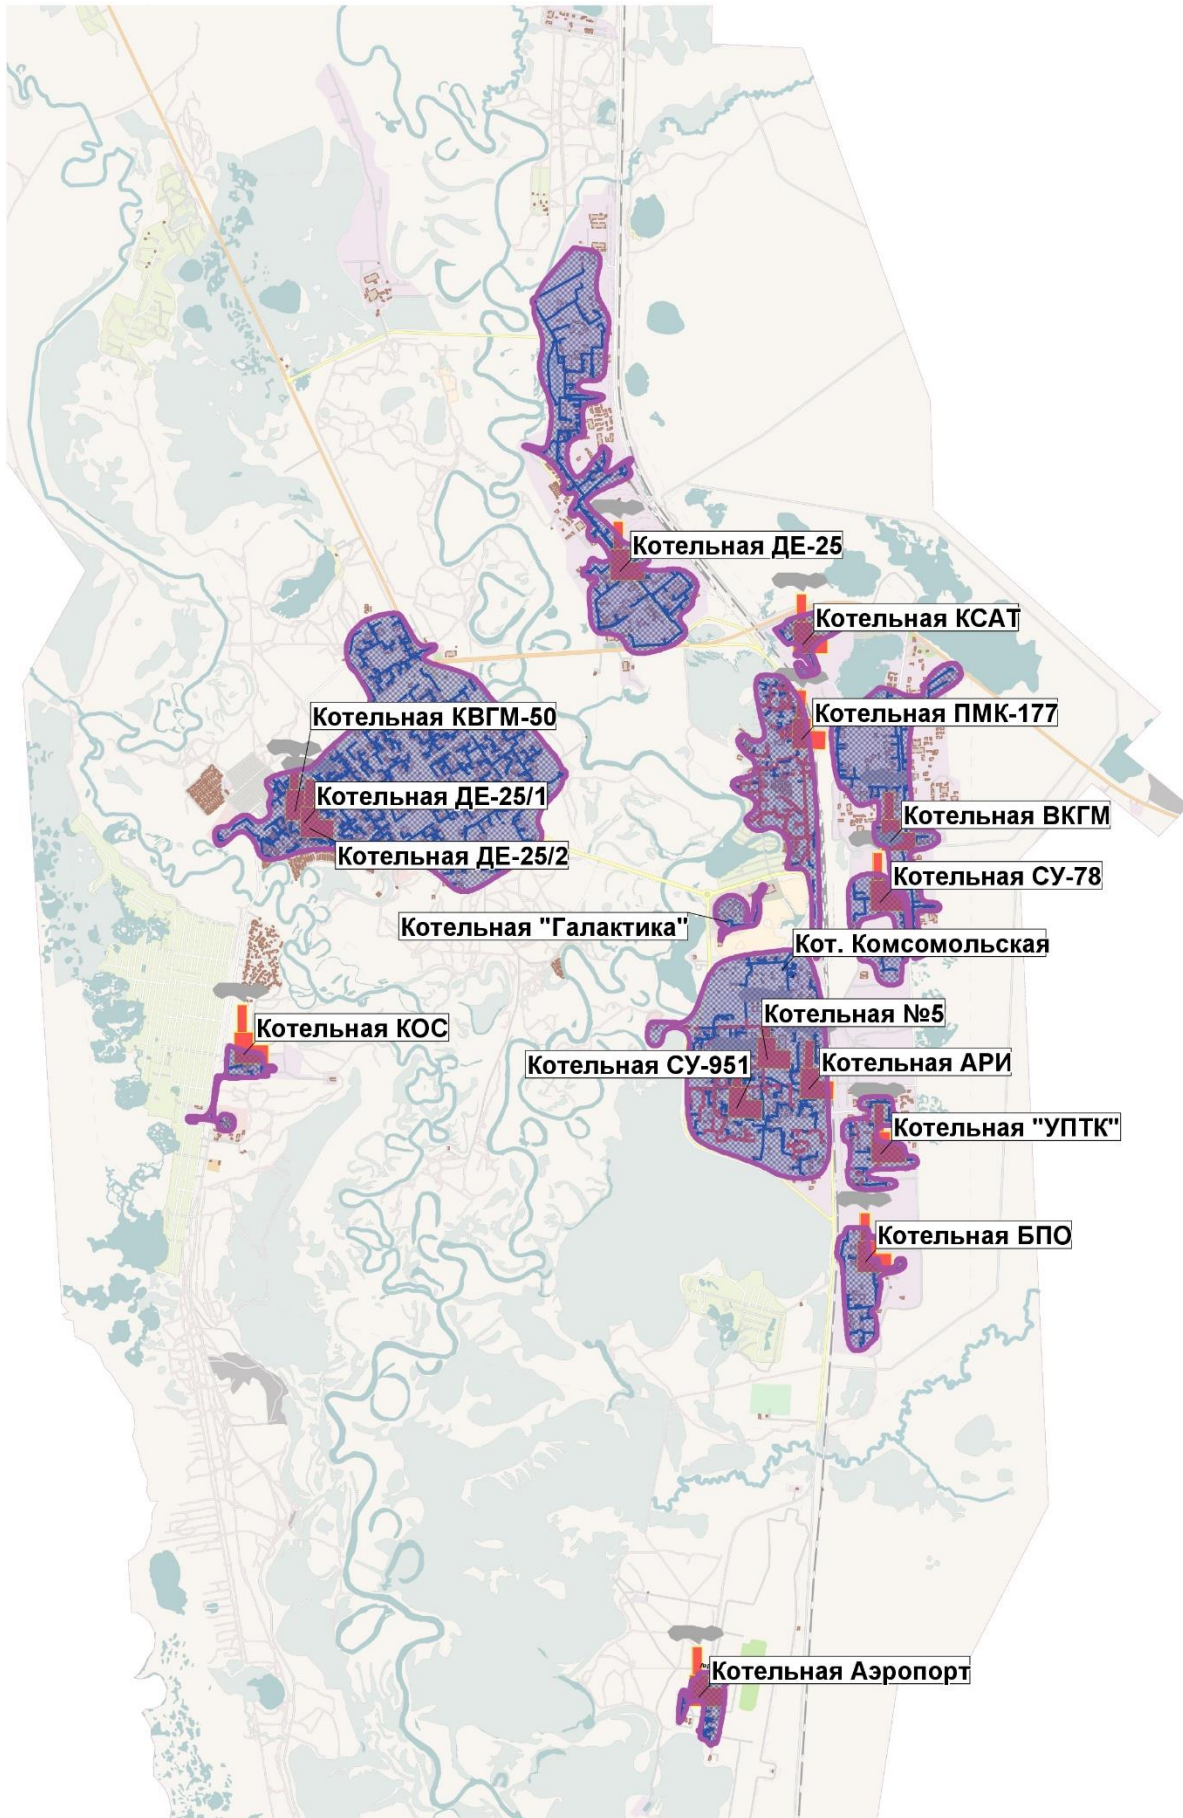 Котельная ДЕ-25
Котельная КСАТ
Котельная КВГМ-50
Котельная ПМК-177
Котельная ДЕ-25/1
Котельная ВКГМ
Котельная ДЕ-25/2
Котельная СУ-78
Котельная "Галактика"
Кот. Комсомольская
Котельная №5
Котельная КОС
Котельная СУ-951
Котельная АРИ
Котельная "УПТК"
Котельная БПО
Котельная Аэропорт